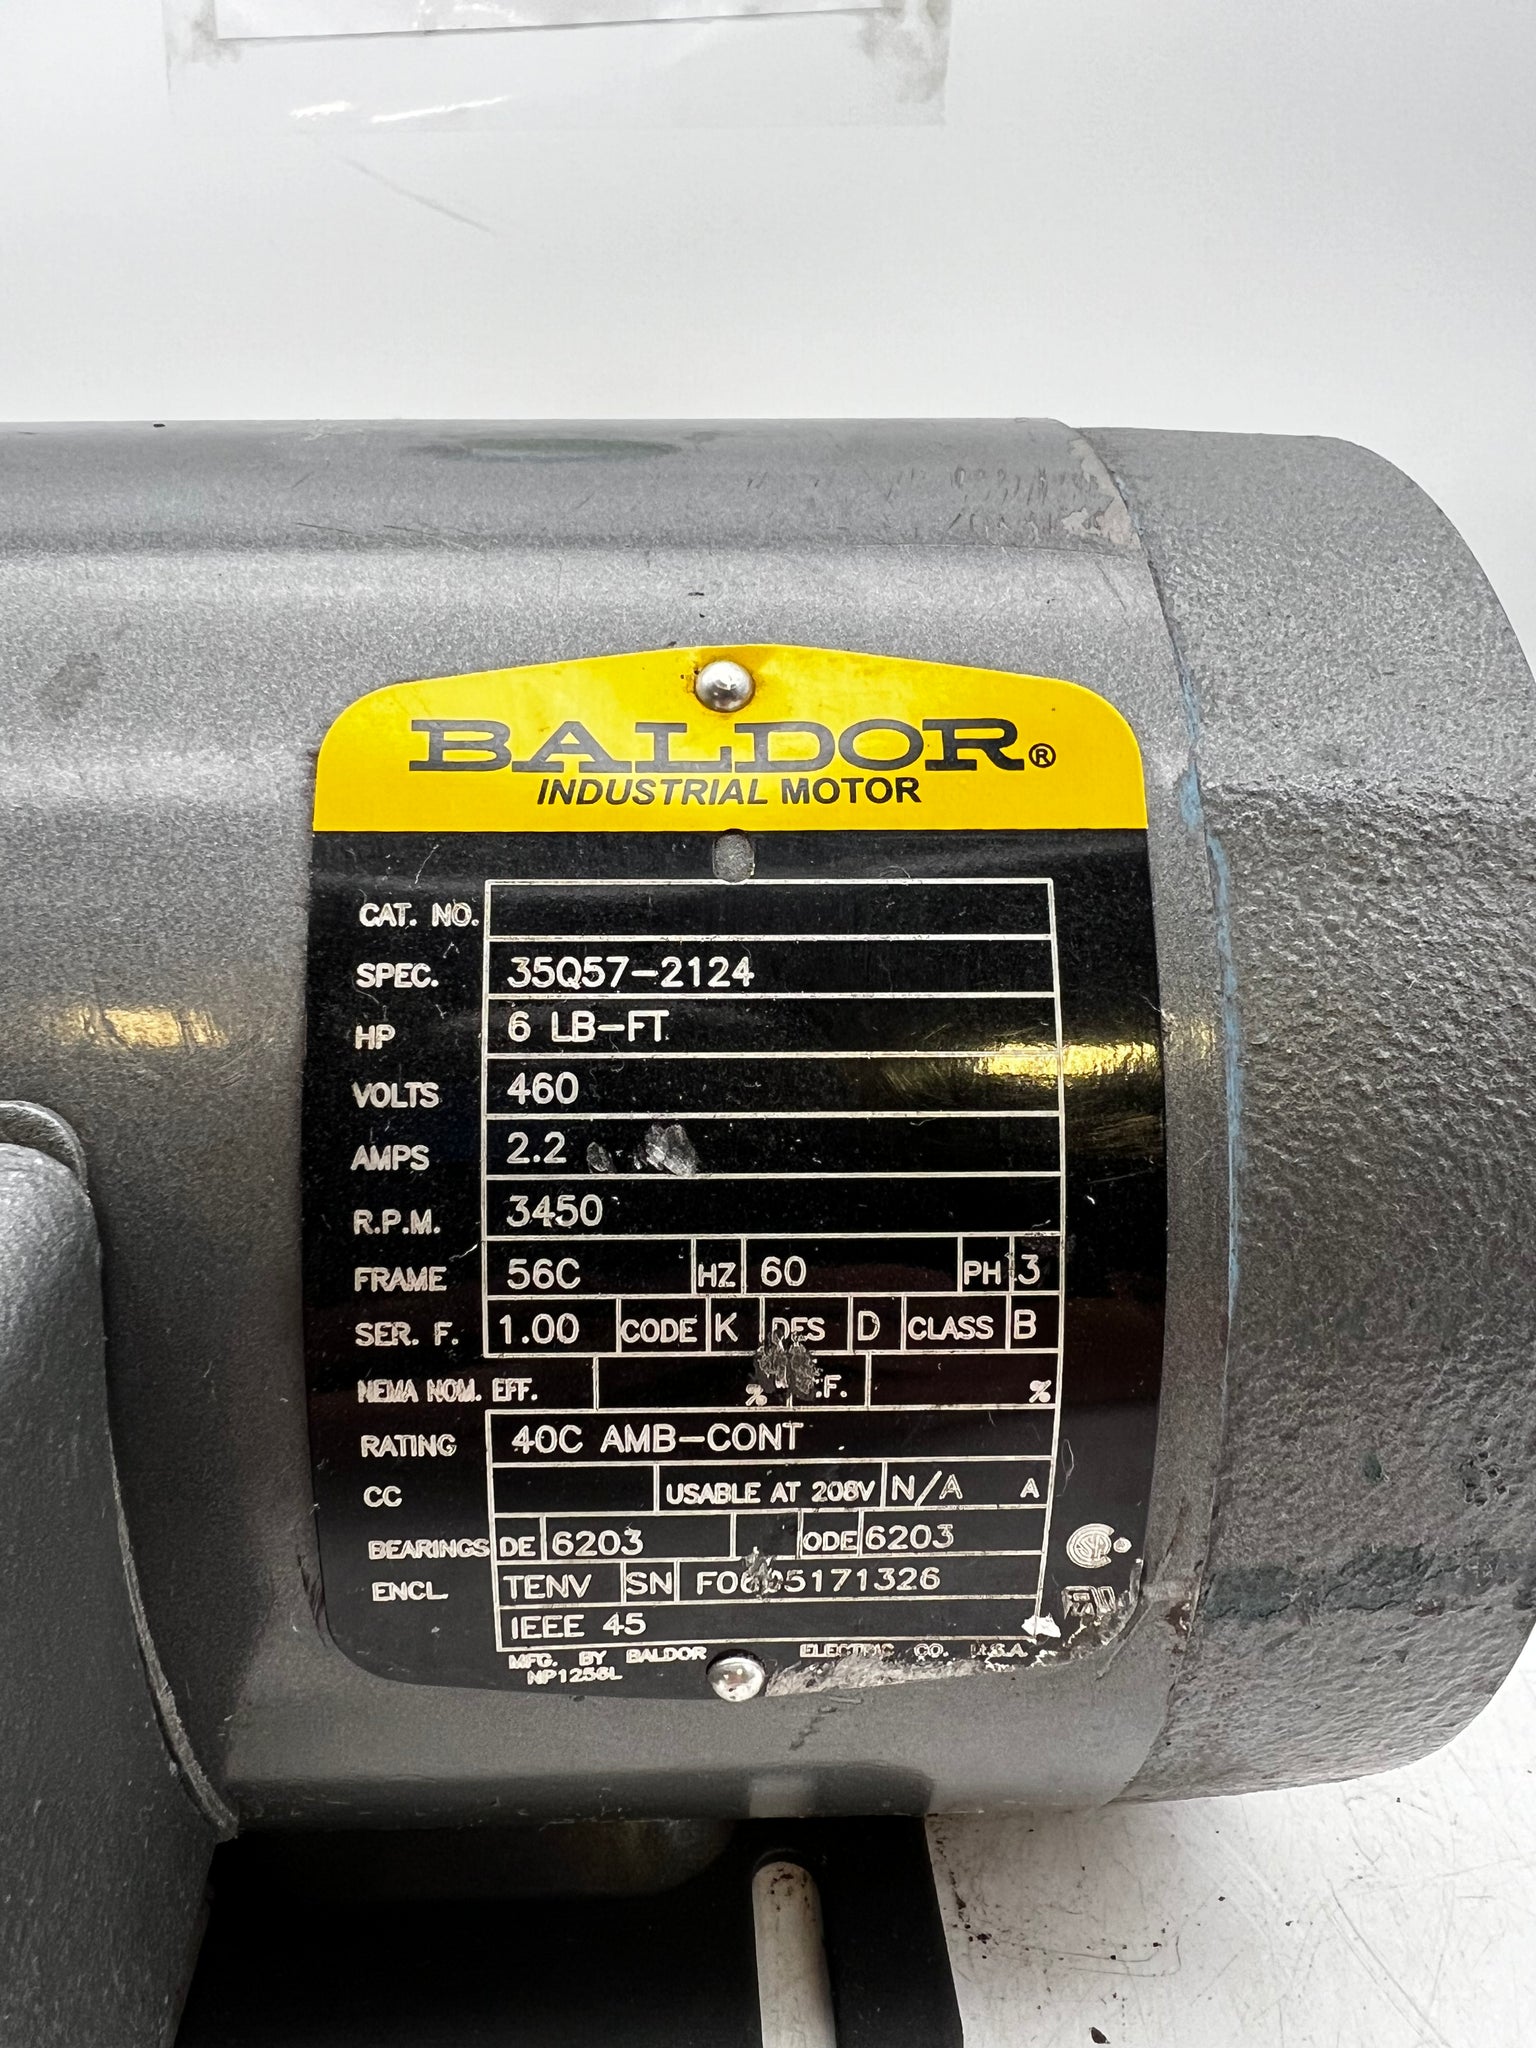 BALDOR®
INDUSTRIAL MOTOR
CAT. NO.
SPEC. 35Q57-2124
HP 6 LB-FT
VOLTS 460
AMPS 2.2
R.P.M. 3450
FRAME 56C HZ 60 PH 3
SER. F. 1.00 CODE K DES D CLASS B
NEMA NOM. EFF. % %
RATING 40C AMB-CONT
CC USABLE AT 208V N/A A
BEARINGS DE 6203 ODE 6203
ENCL TENV SN
IEEE 45
MFG. BY BALDOR ELECTRIC CO. U.S.A.
NP1256L